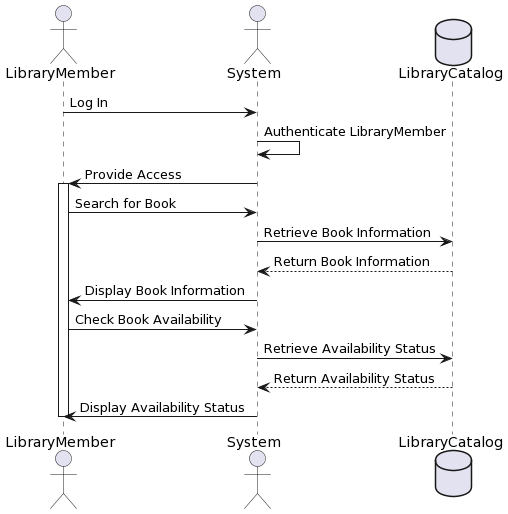 LibraryMember
System
LibraryCatalog
Log In
Authenticate LibraryMember
Provide Access
Search for Book
Retrieve Book Information
Return Book Information
Display Book Information
Check Book Availability
Retrieve Availability Status
Return Availability Status
Display Availability Status
LibraryMember
System
LibraryCatalog